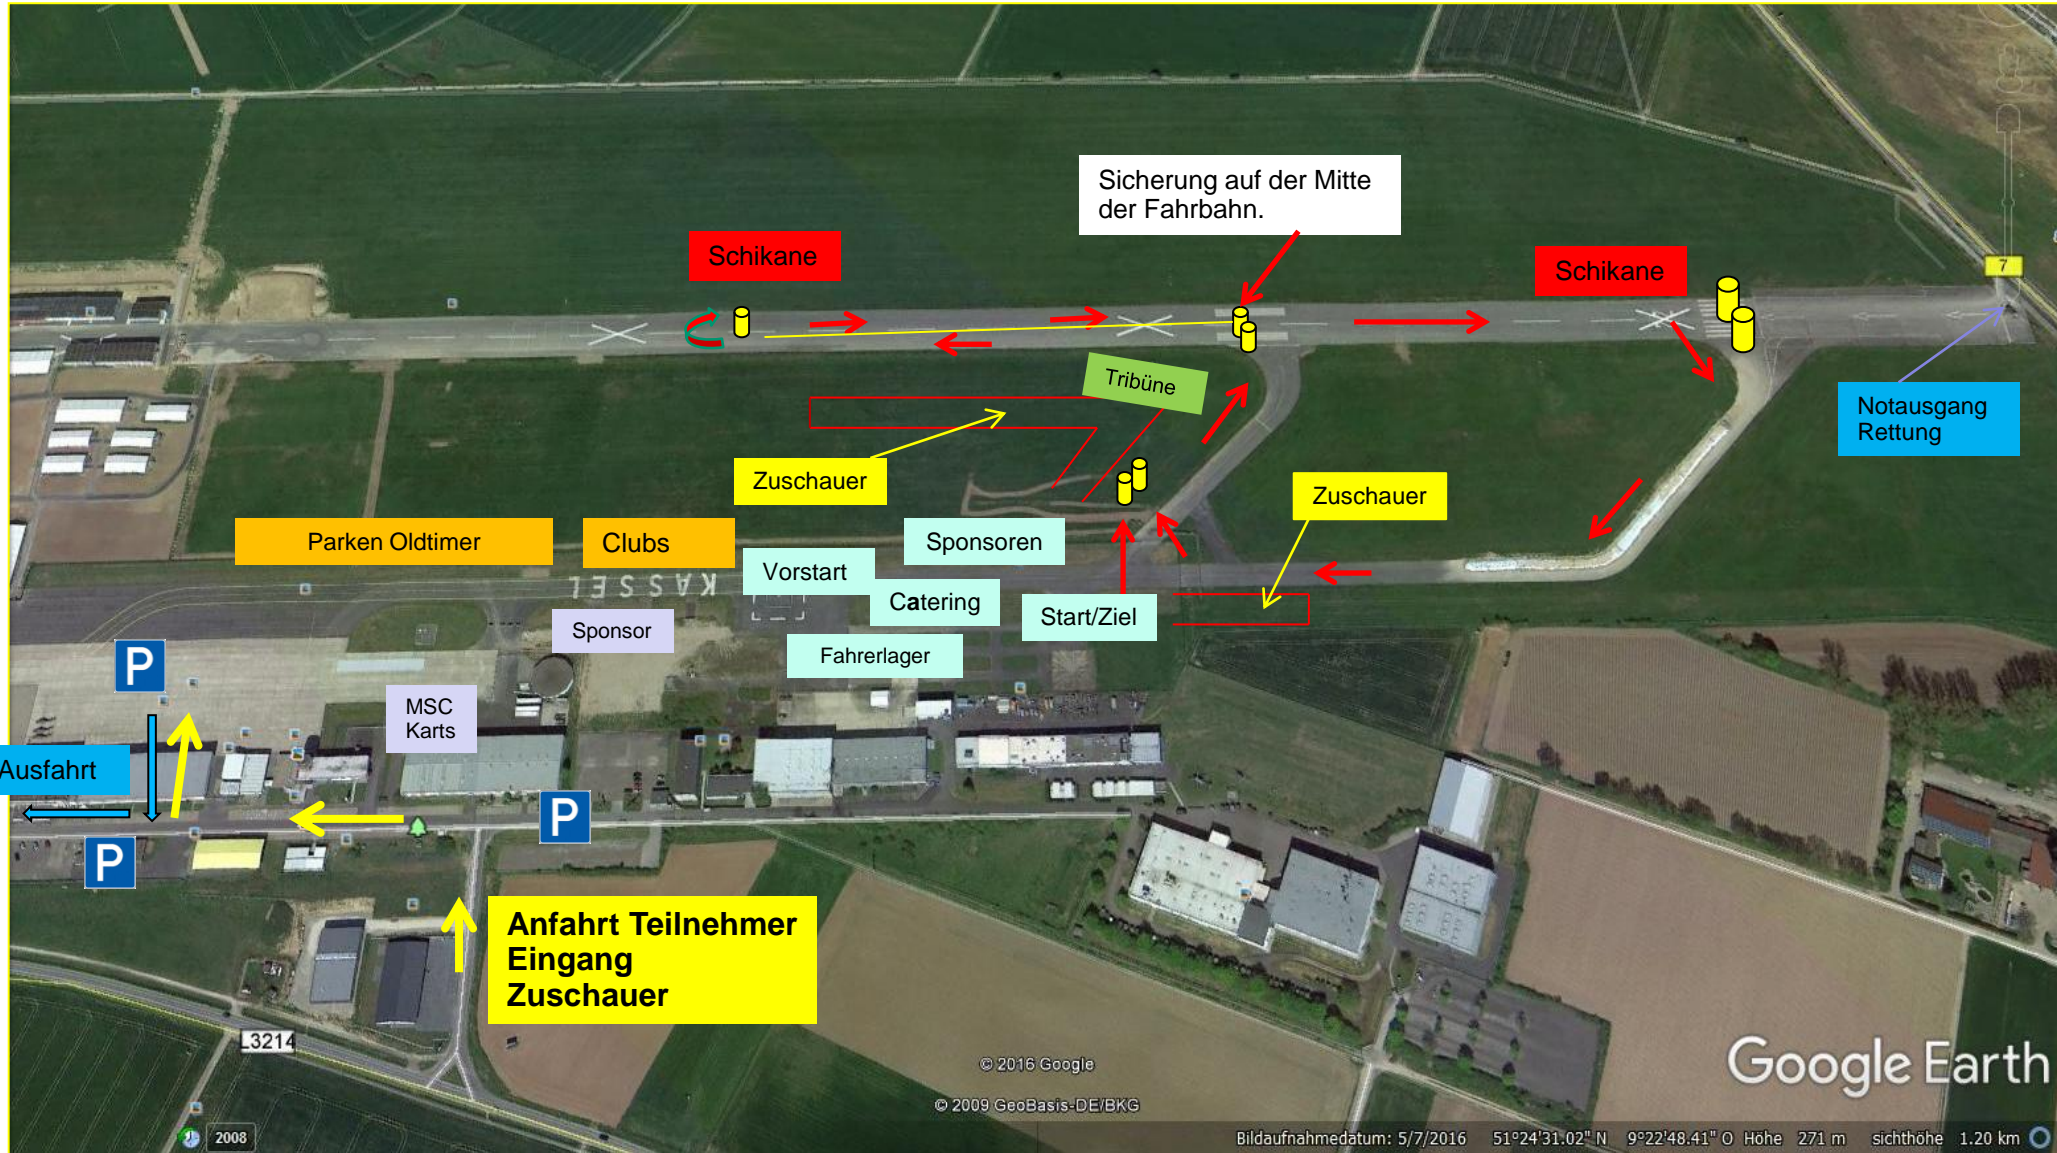 Sicherung auf der Mitte
der Fahrbahn.
Schikane
Schikane
7
Tribüne
Notausgang
Rettung
Zuschauer
Zuschauer
Parken Oldtimer
Clubs
Sponsoren
Vorstart
KASSEL
Catering
Start/Ziel
Sponsor
Fahrerlager
P
MSC
Karts
Ausfahrt
P
P
Anfahrt Teilnehmer
Eingang
Zuschauer
L3214
© 2016 Google
Google Earth
© 2009 GeoBasis-DE/BKG
2008
Bildaufnahmedatum: 5/7/2016 51°24'31.02" N 9°22'48.41" O Höhe 271 m sichthöhe 1.20 km